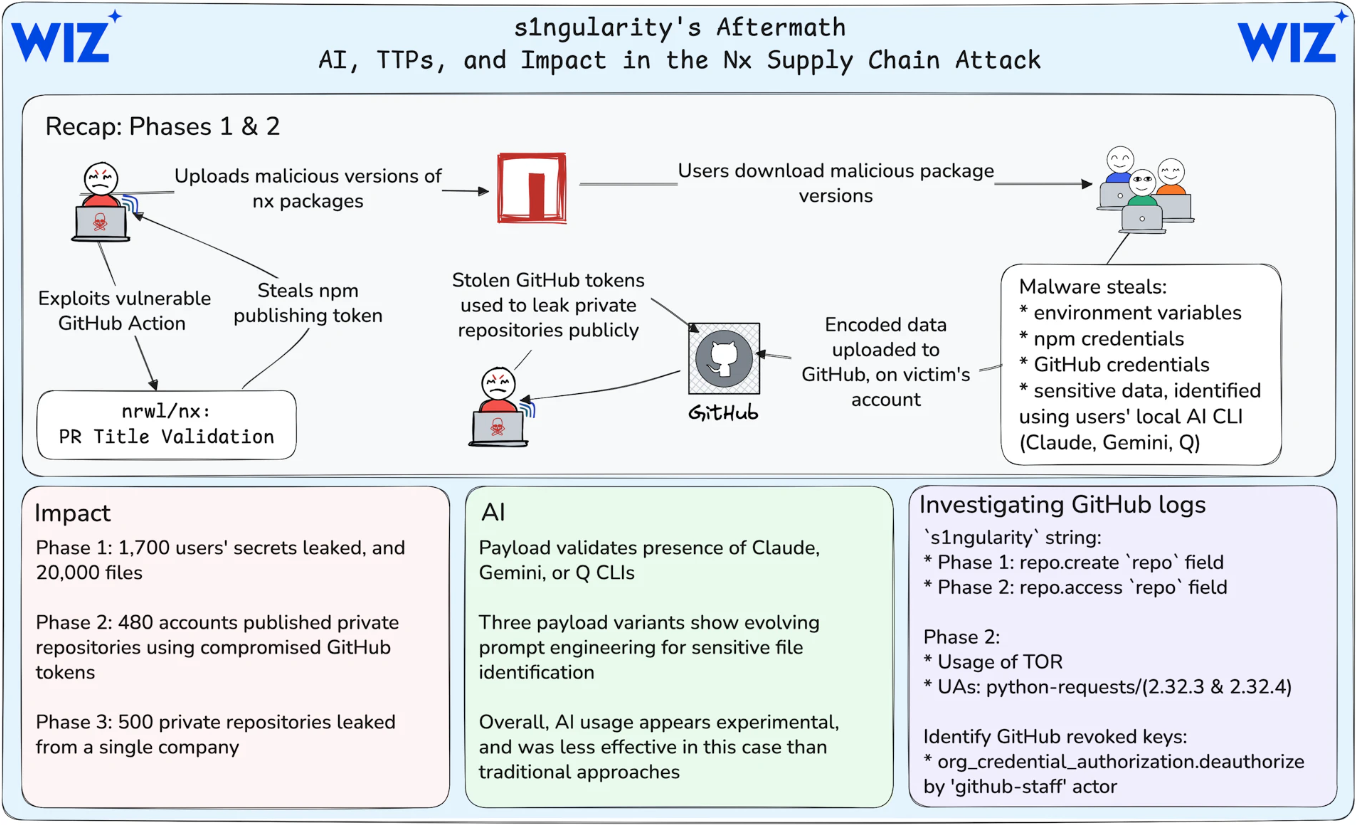 WIZ
s1ngularity's Aftermath
AI, TTPs, and Impact in the Nx Supply Chain Attack
WIZ
Recap: Phases 1 & 2
Uploads malicious versions of
nx packages
Users download malicious package
versions
Exploits vulnerable
GitHub Action
Steals npm
publishing token
nrwl/nx:
PR Title Validation
Stolen GitHub tokens
used to leak private
repositories publicly
GitHub
Encoded data
uploaded to
GitHub, on victim's
account
Malware steals:
* environment variables
* npm credentials
* GitHub credentials
* sensitive data, identified
using users' local AI CLI
(Claude, Gemini, Q)
Impact
Phase 1: 1,700 users' secrets leaked, and
20,000 files
Phase 2: 480 accounts published private
repositories using compromised GitHub
tokens
Phase 3: 500 private repositories leaked
from a single company
AI
Payload validates presence of Claude,
Gemini, or Q CLIs
Three payload variants show evolving
prompt engineering for sensitive file
identification
Overall, AI usage appears experimental,
and was less effective in this case than
traditional approaches
Investigating GitHub logs
`s1ngularity` string:
* Phase 1: repo.create `repo` field
* Phase 2: repo.access `repo` field
Phase 2:
* Usage of TOR
* UAs: python-requests/(2.32.3 & 2.32.4)
Identify GitHub revoked keys:
* org_credential_authorization.deauthorize
by 'github-staff' actor